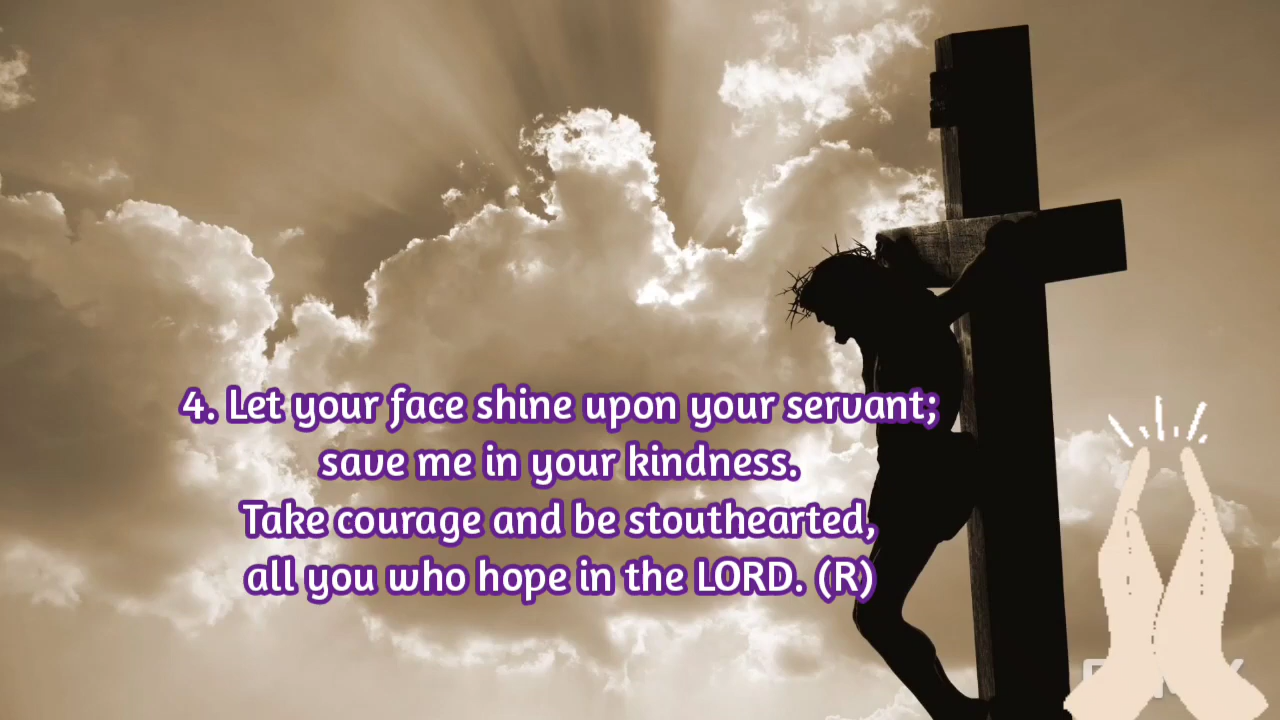 4. Let your face shine upon your servant;
save me in your kindness.
Take courage and be stouthearted,
all you who hope in the LORD. (R)